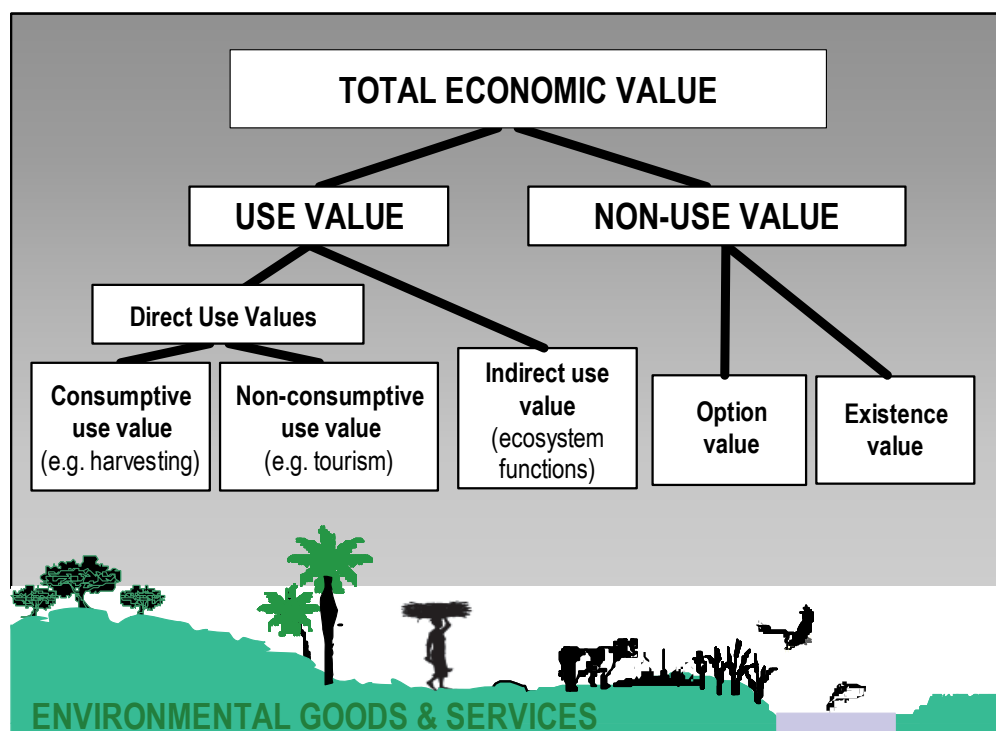 TOTAL ECONOMIC VALUE
USE VALUE
NON-USE VALUE
Direct Use Values
Consumptive
use value
(e.g. harvesting)
Non-consumptive
use value
(e.g. tourism)
Indirect use
value
(ecosystem
functions)
Option
value
Existence
value
ENVIRONMENTAL GOODS & SERVICES